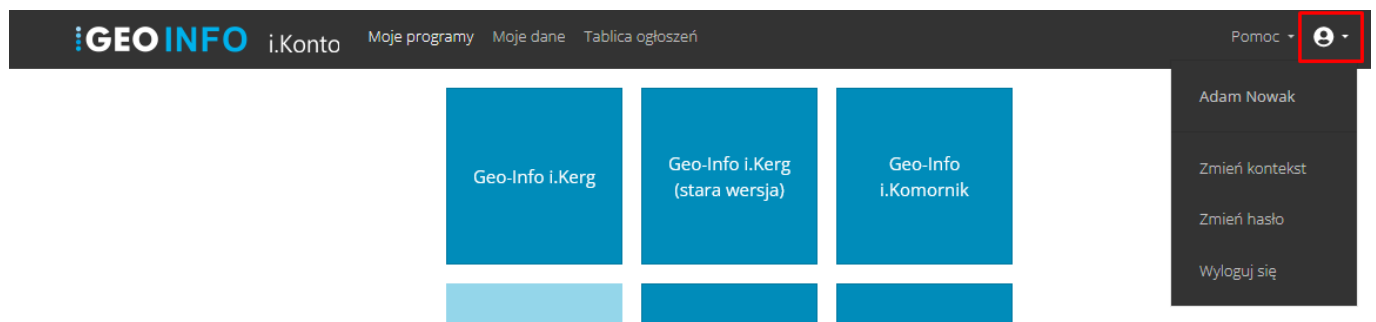 GEOINFO i.Konto Moje programy Moje dane Tablica ogłoszeń Pomoc
Adam Nowak
Zmień kontekst
Zmień hasło
Wyloguj się
Geo-Info i.Kerg
Geo-Info i.Kerg
(stara wersja)
Geo-Info
i.Komornik